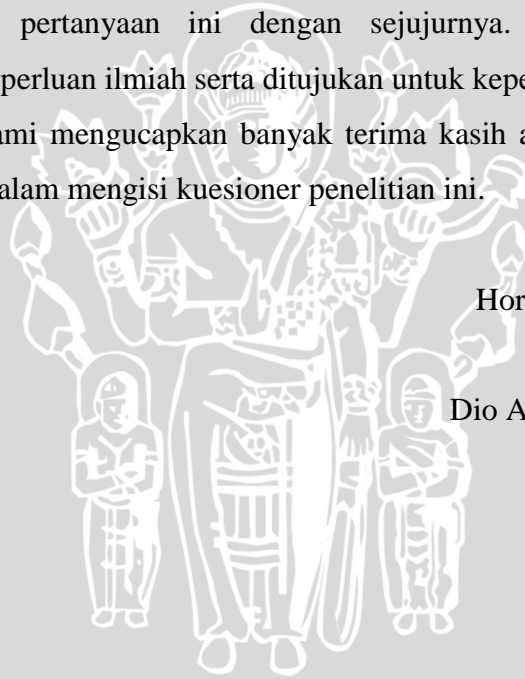 pertanyaan ini dengan sejujurnya.
perluan ilmiah serta ditujukan untuk kepe
ami mengucapkan banyak terima kasih a
alam mengisi kuesioner penelitian ini.
Hor
Dio A